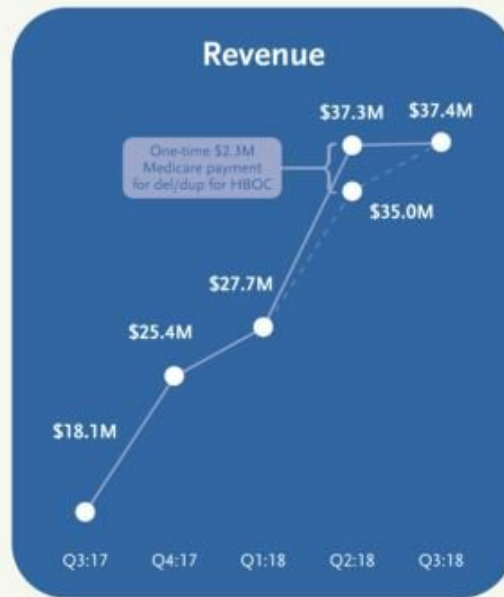 Revenue
$37.3M $37.4M
One-time $2.3M
Medicare payment
for del/dup for HBOC
$35.0M
$27.7M
$25.4M
$18.1M
Q3:17 Q4:17 Q1:18 Q2:18 Q3:18